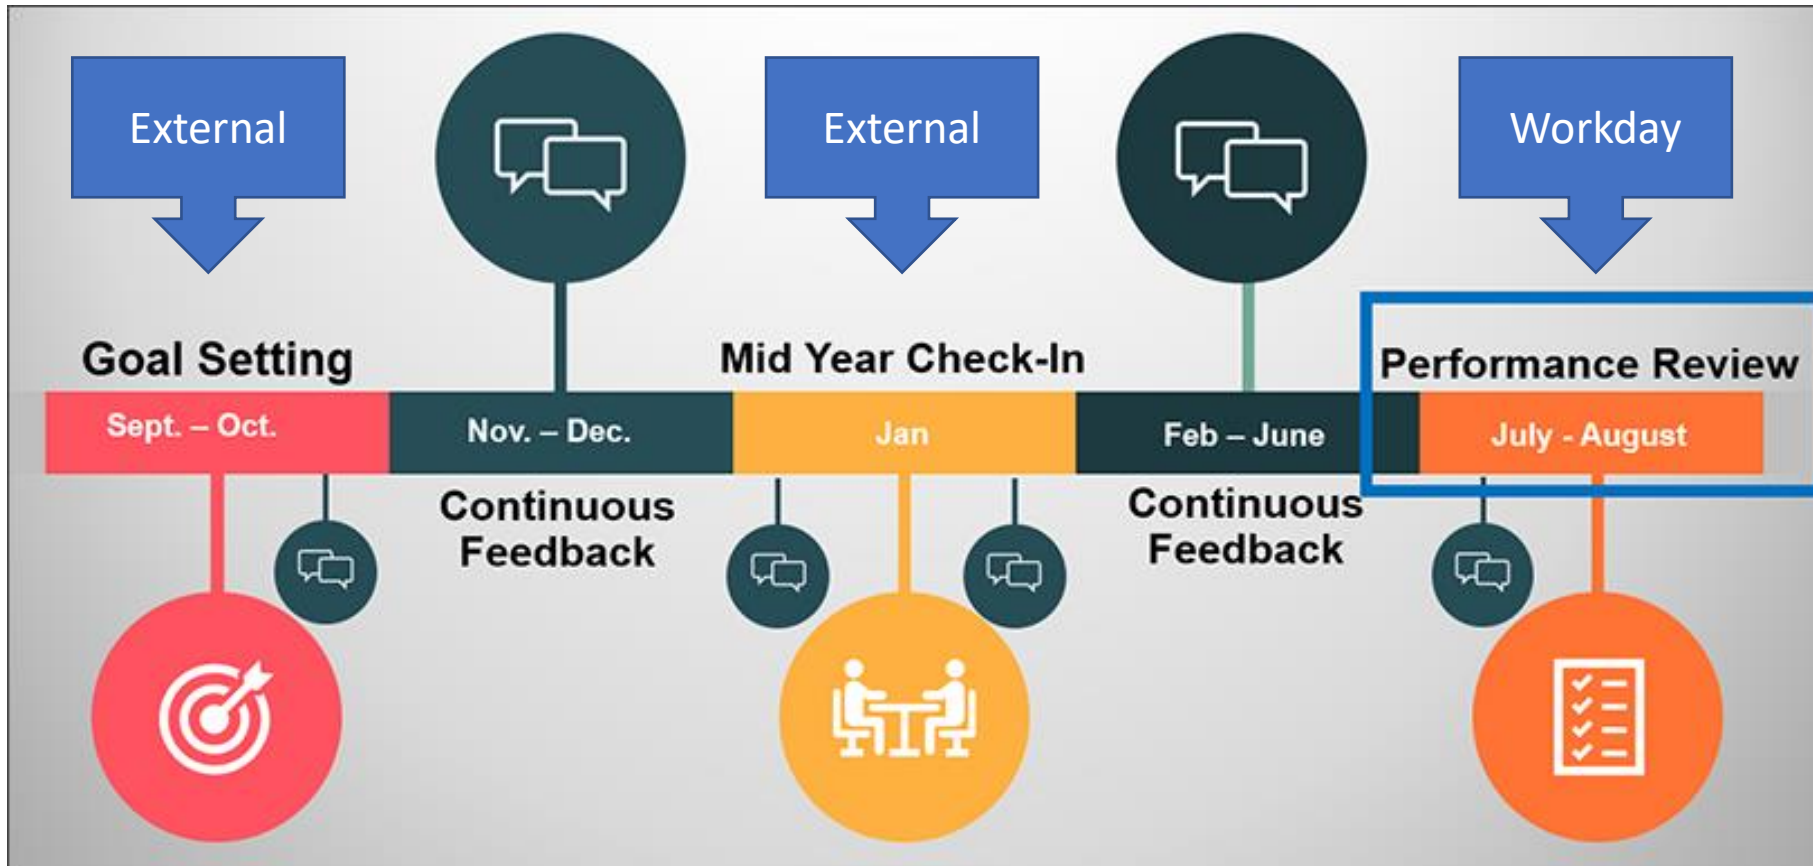 External
External
Workday
Goal Setting
Mid Year Check-In
Performance Review
Sept. – Oct.
Nov. – Dec.
Jan
Feb – June
July - August
Continuous
Feedback
Continuous
Feedback